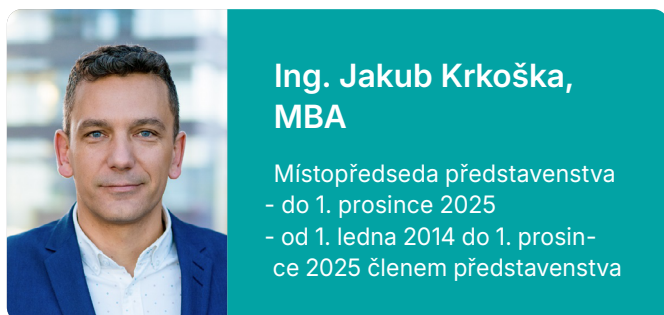 Ing. Jakub Krkoška,
MBA
Místopředseda představenstva
- do 1. prosince 2025
- od 1. ledna 2014 do 1. prosin-
ce 2025 členem představenstva